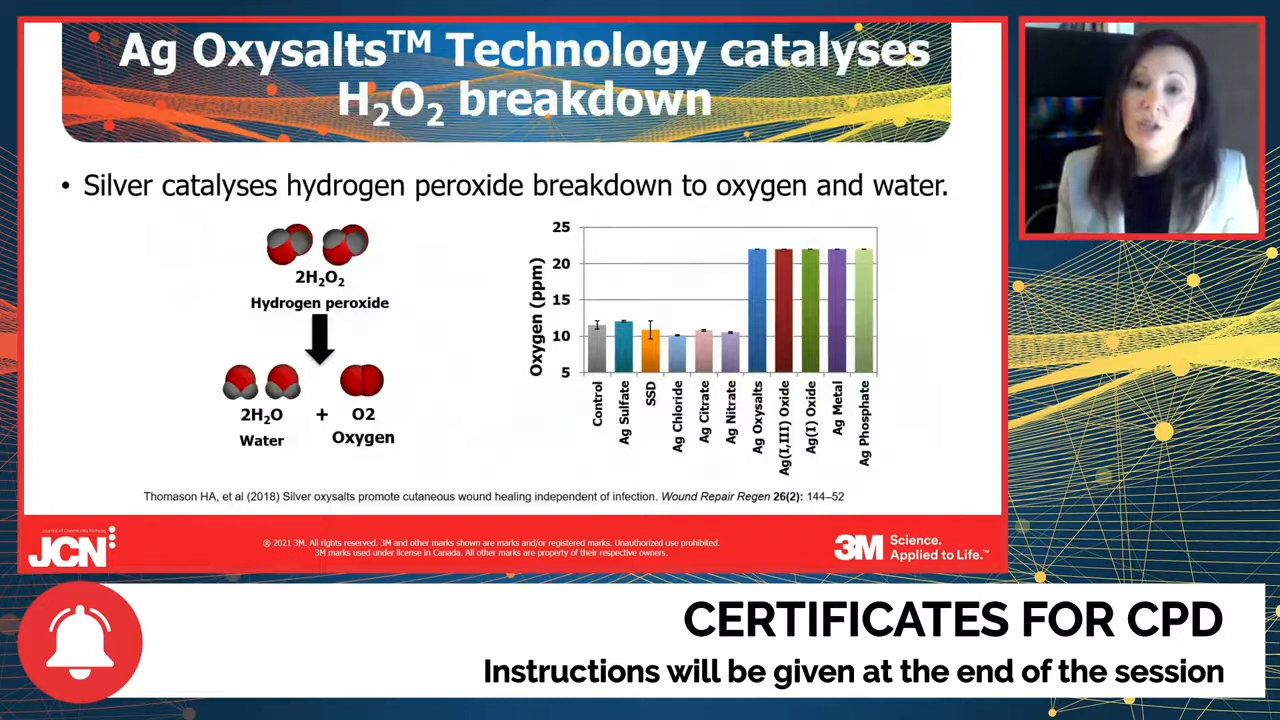 Ag Oxysalts™ Technology catalyses
H₂O₂ breakdown
• Silver catalyses hydrogen peroxide breakdown to oxygen and water.
2H₂O₂
Hydrogen peroxide
2H₂O + O2
Water Oxygen
Oxygen (ppm)
25
20
15
10
5
Control
Ag Sulfate
SSD
Ag Chloride
Ag Citrate
Ag Nitrate
Ag Oxysalts
Ag(I,III) Oxide
Ag(I) Oxide
Ag Metal
Ag Phosphate
Thomason HA, et al (2018) Silver oxysalts promote cutaneous wound healing independent of infection. Wound Repair Regen 26(2): 144–52
Journal of Community Nursing
JCN
® 2021 3M. All rights reserved. 3M and other marks shown are marks and/or registered marks. Unauthorized use prohibited.
3M marks used under license in Canada. All other marks are property of their respective owners.
3M Science.
Applied to Life.™
CERTIFICATES FOR CPD
Instructions will be given at the end of the session